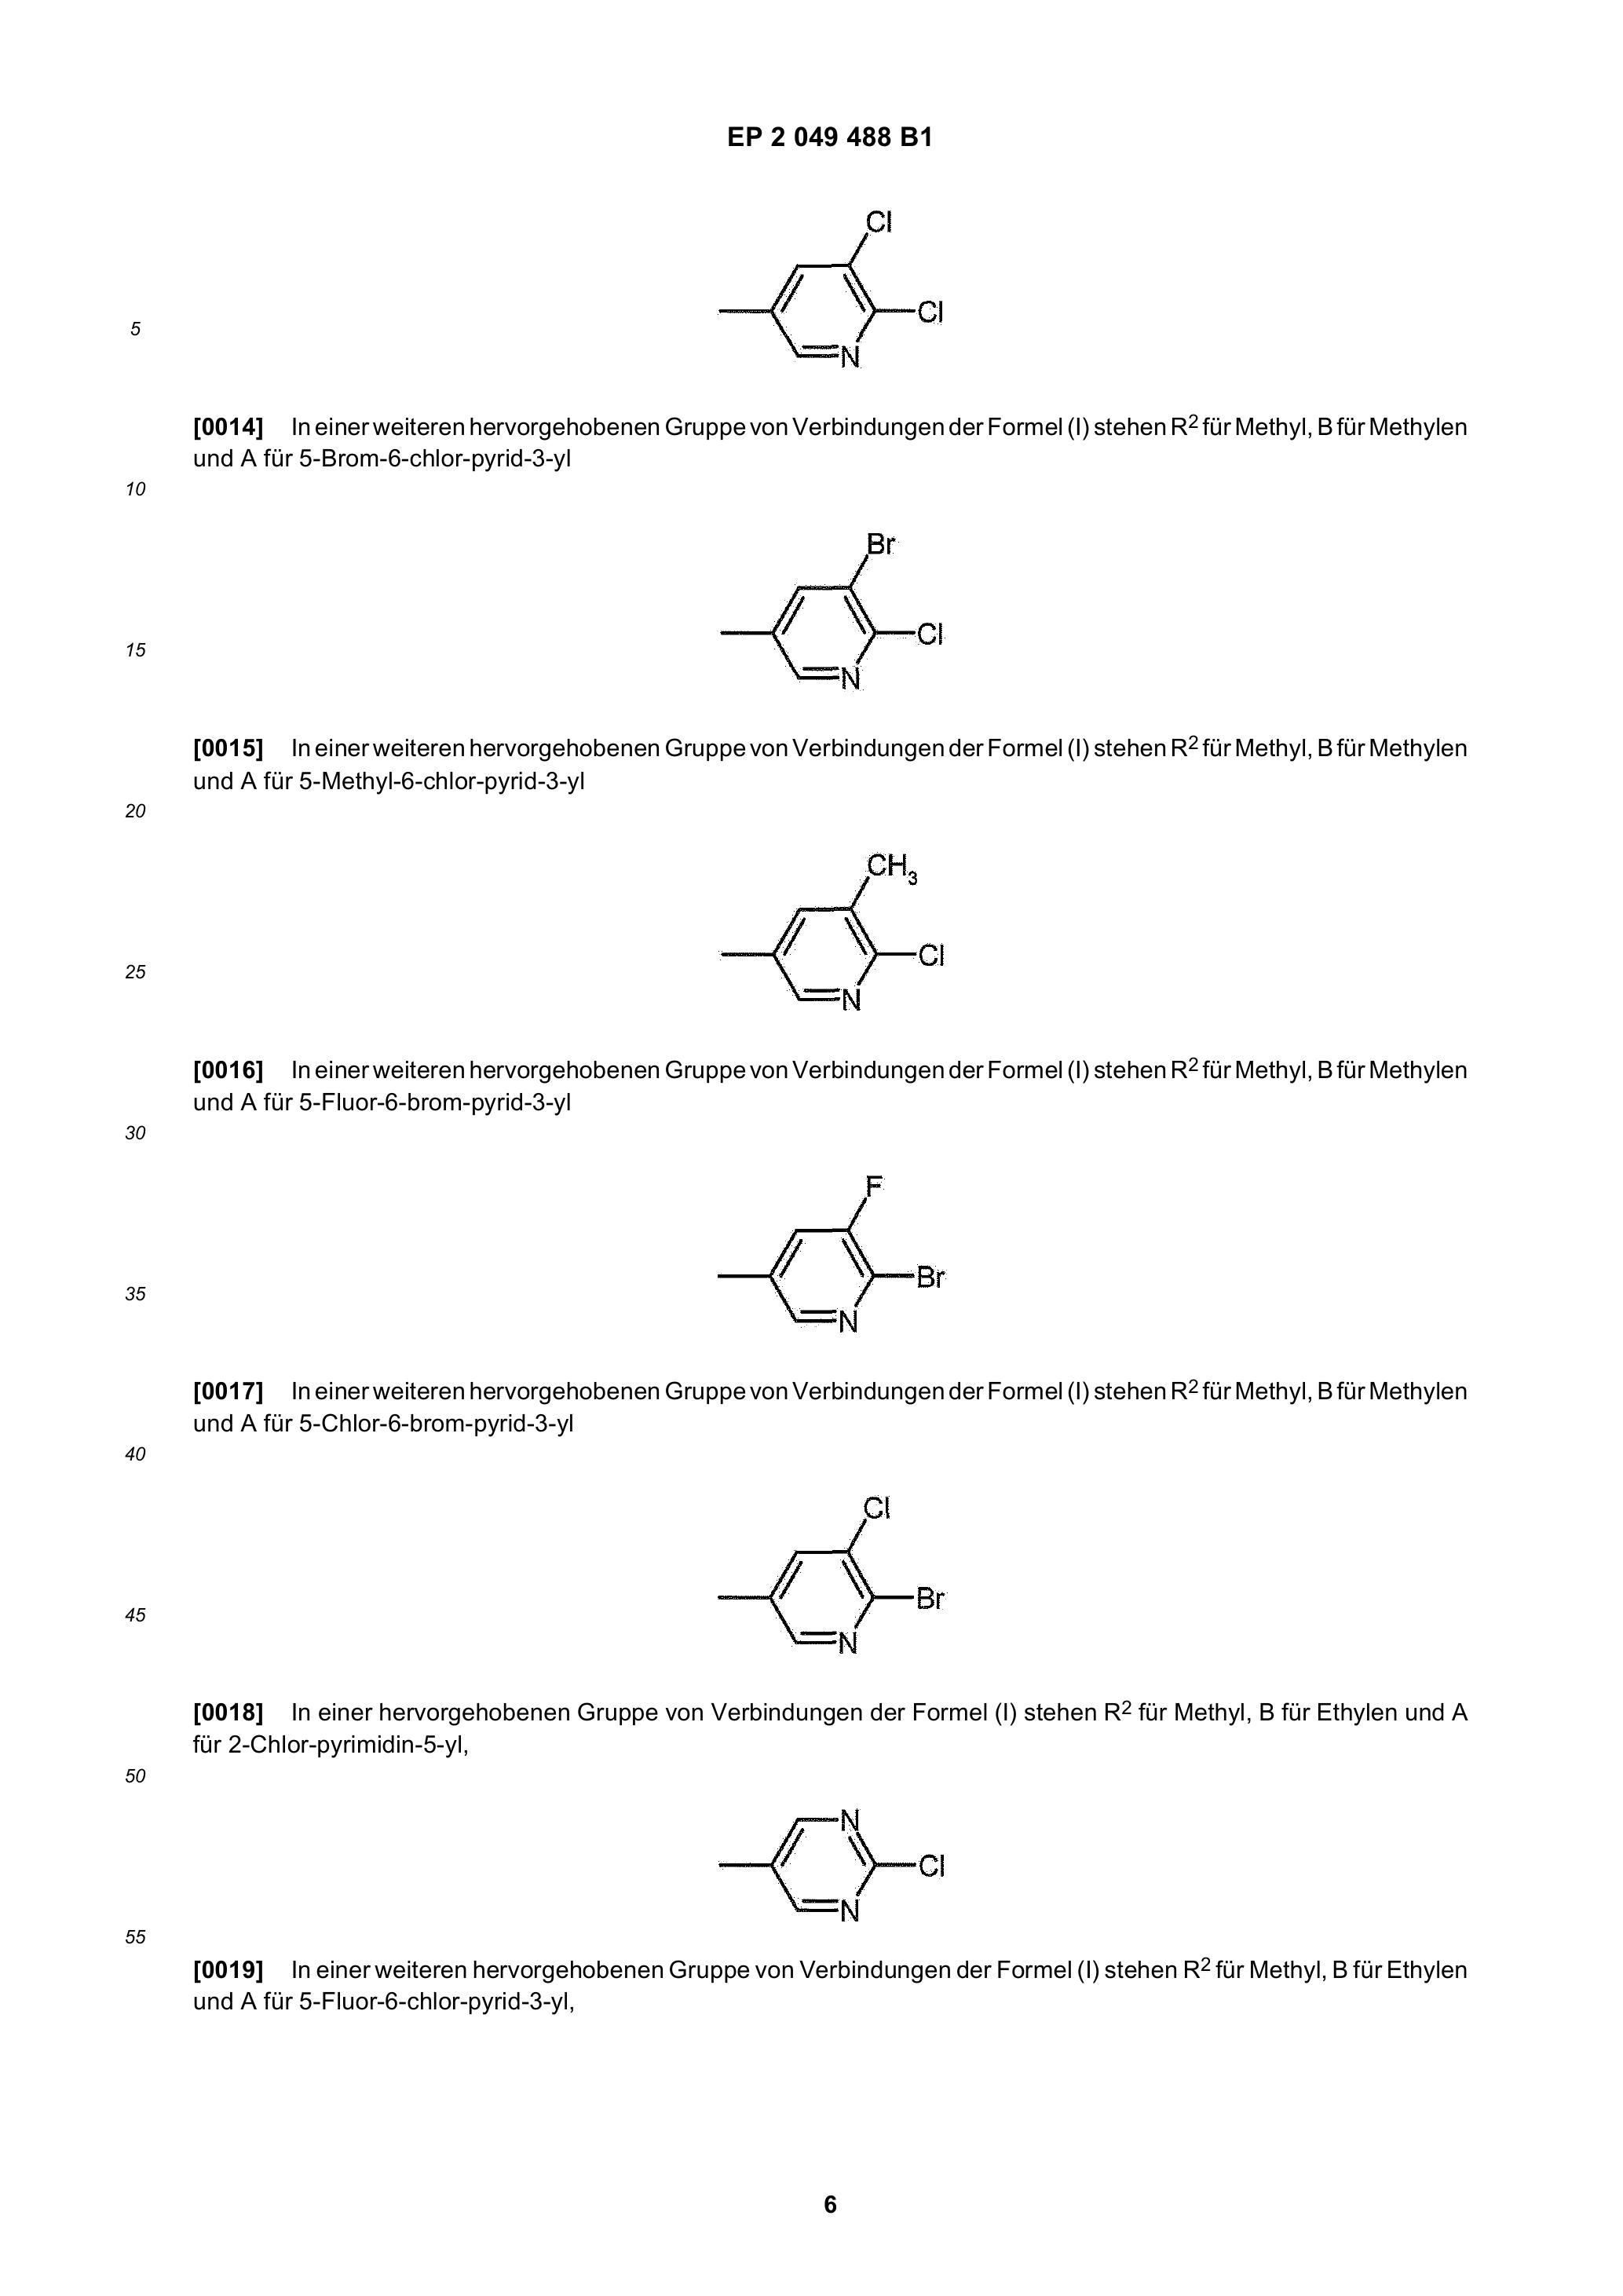 EP 2 049 488 B1
Cl
Cl
5
N
[0014] In einer weiteren hervorgehobenen Gruppe von Verbindungen der Formel (I) stehen R² für Methyl, B für Methylen
und A für 5-Brom-6-chlor-pyrid-3-yl
10
Br
Cl
15
N
[0015] In einer weiteren hervorgehobenen Gruppe von Verbindungen der Formel (I) stehen R² für Methyl, B für Methylen
und A für 5-Methyl-6-chlor-pyrid-3-yl
20
CH₃
Cl
25
N
[0016] In einer weiteren hervorgehobenen Gruppe von Verbindungen der Formel (I) stehen R² für Methyl, B für Methylen
und A für 5-Fluor-6-brom-pyrid-3-yl
30
F
Br
35
N
[0017] In einer weiteren hervorgehobenen Gruppe von Verbindungen der Formel (I) stehen R² für Methyl, B für Methylen
und A für 5-Chlor-6-brom-pyrid-3-yl
40
Cl
Br
45
N
[0018] In einer hervorgehobenen Gruppe von Verbindungen der Formel (I) stehen R² für Methyl, B für Ethylen und A
für 2-Chlor-pyrimidin-5-yl,
50
N
Cl
N
55
[0019] In einer weiteren hervorgehobenen Gruppe von Verbindungen der Formel (I) stehen R² für Methyl, B für Ethylen
und A für 5-Fluor-6-chlor-pyrid-3-yl,
6